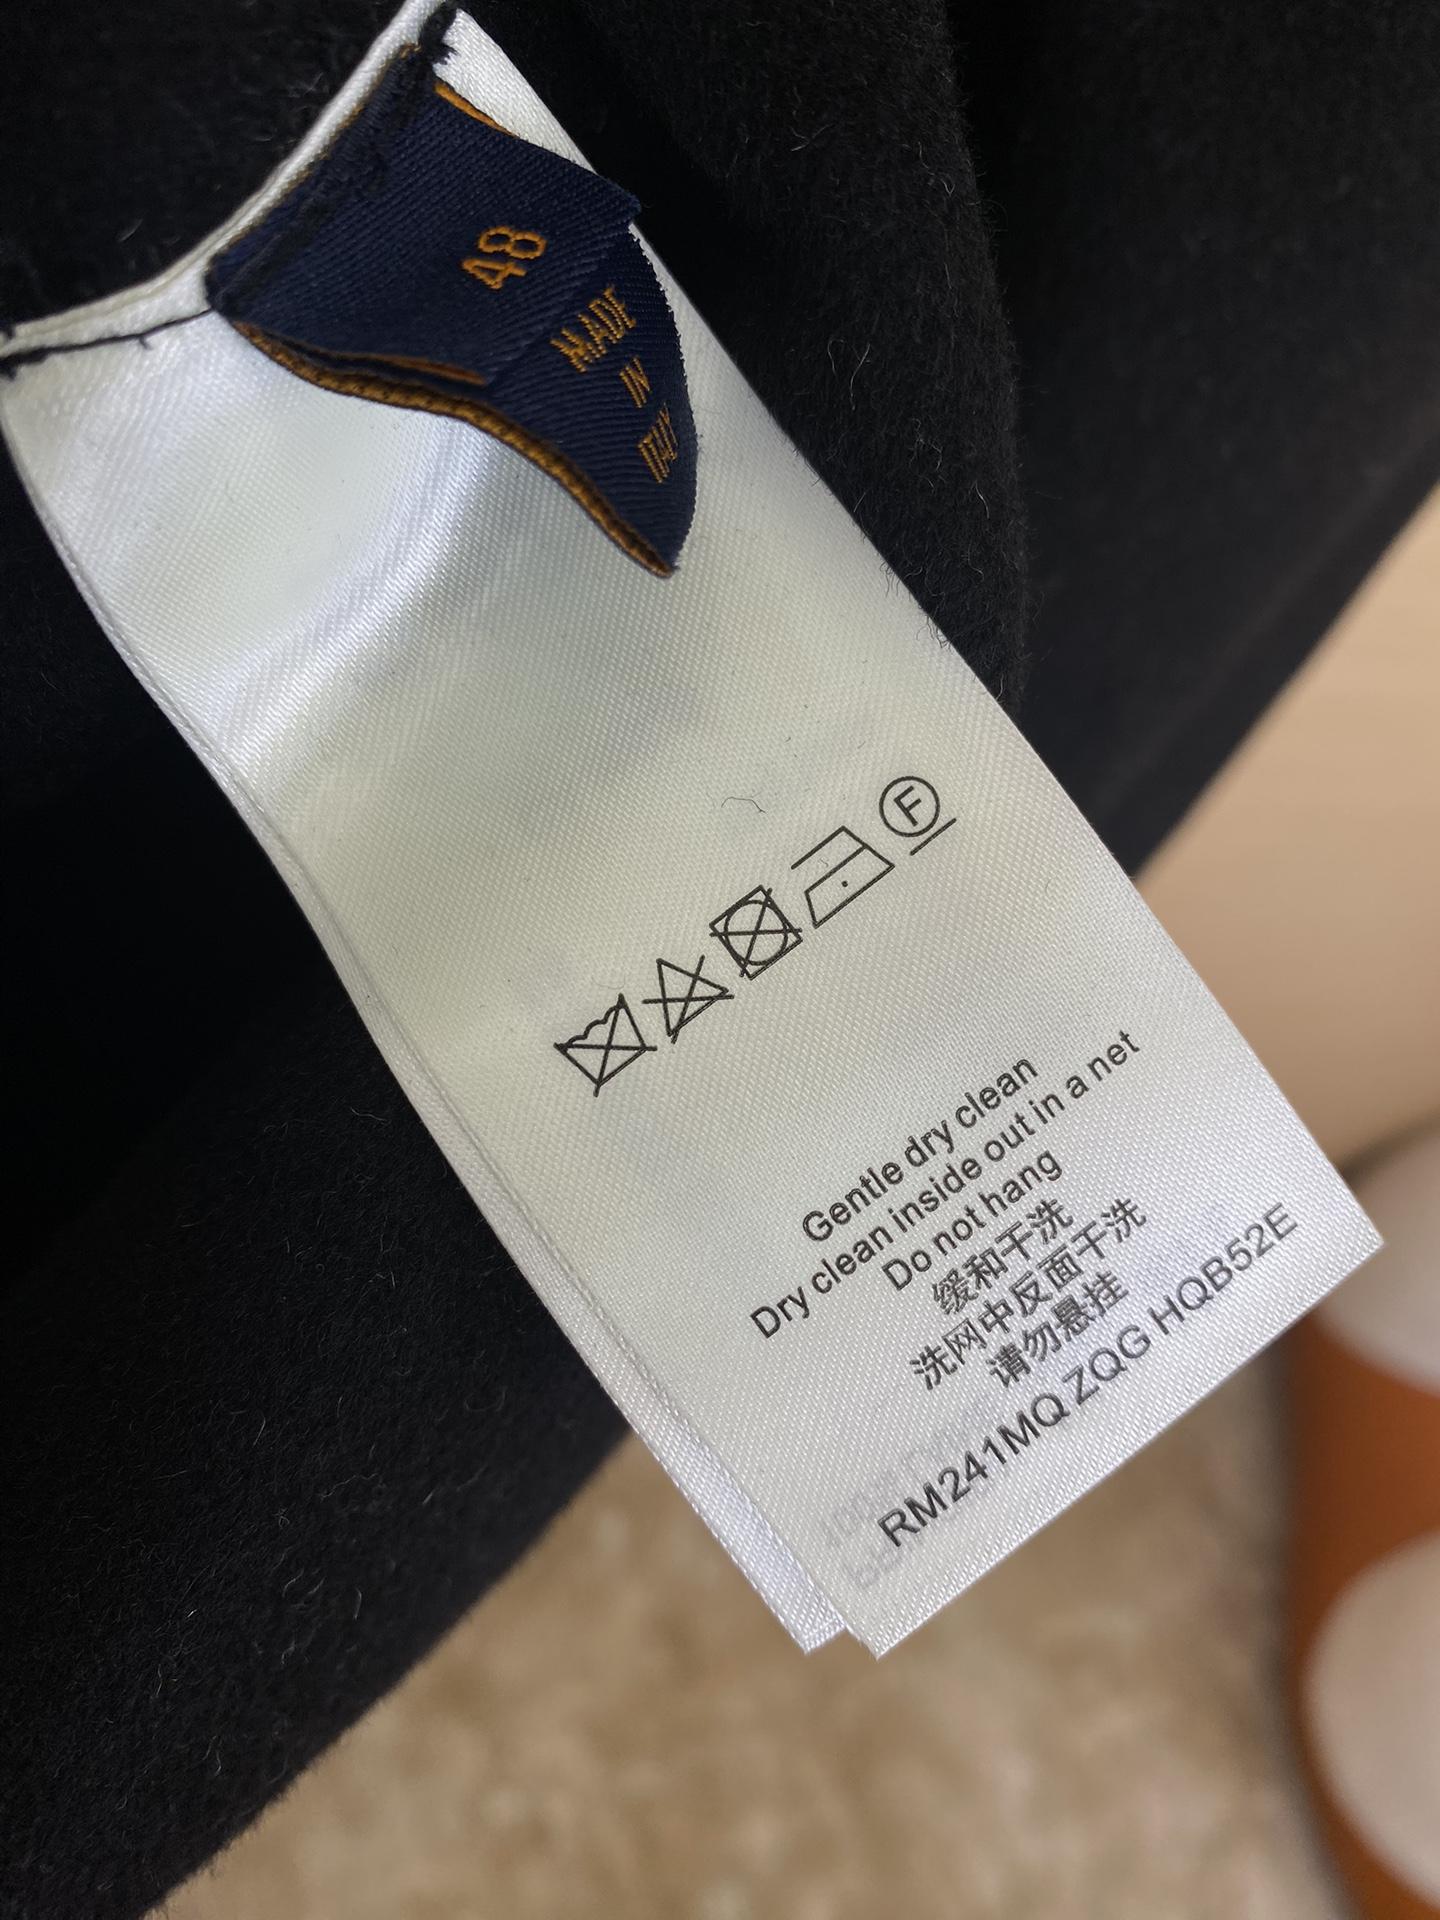 48
MADE
IN
ITALY
F
Gentle dry clean
Dry clean inside out in a net
Do not hang
缓和干洗
洗网中反面干洗
请勿悬挂
RM241MQ ZQG HQB52E